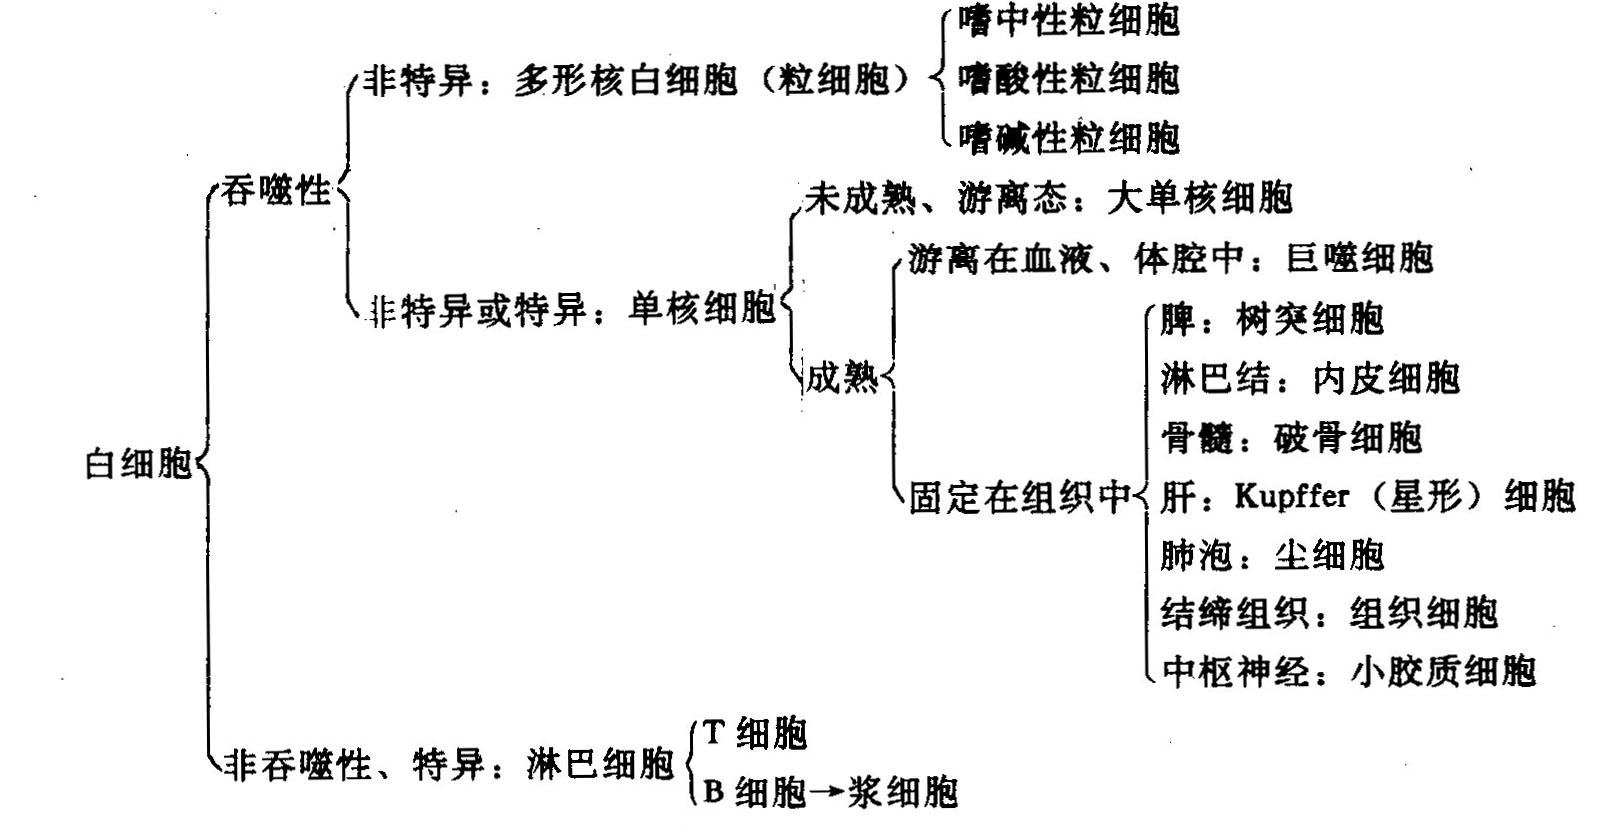 嗜中性粒细胞
非特异：多形核白细胞（粒细胞）
嗜酸性粒细胞
嗜碱性粒细胞
吞噬性
未成熟、游离态：大单核细胞
游离在血液、体腔中：巨噬细胞
非特异或特异：单核细胞
脾：树突细胞
成熟
淋巴结：内皮细胞
骨髓：破骨细胞
白细胞
固定在组织中
肝：Kupffer（星形）细胞
肺泡：尘细胞
结缔组织：组织细胞
中枢神经：小胶质细胞
T 细胞
非吞噬性、特异：淋巴细胞
B 细胞→浆细胞